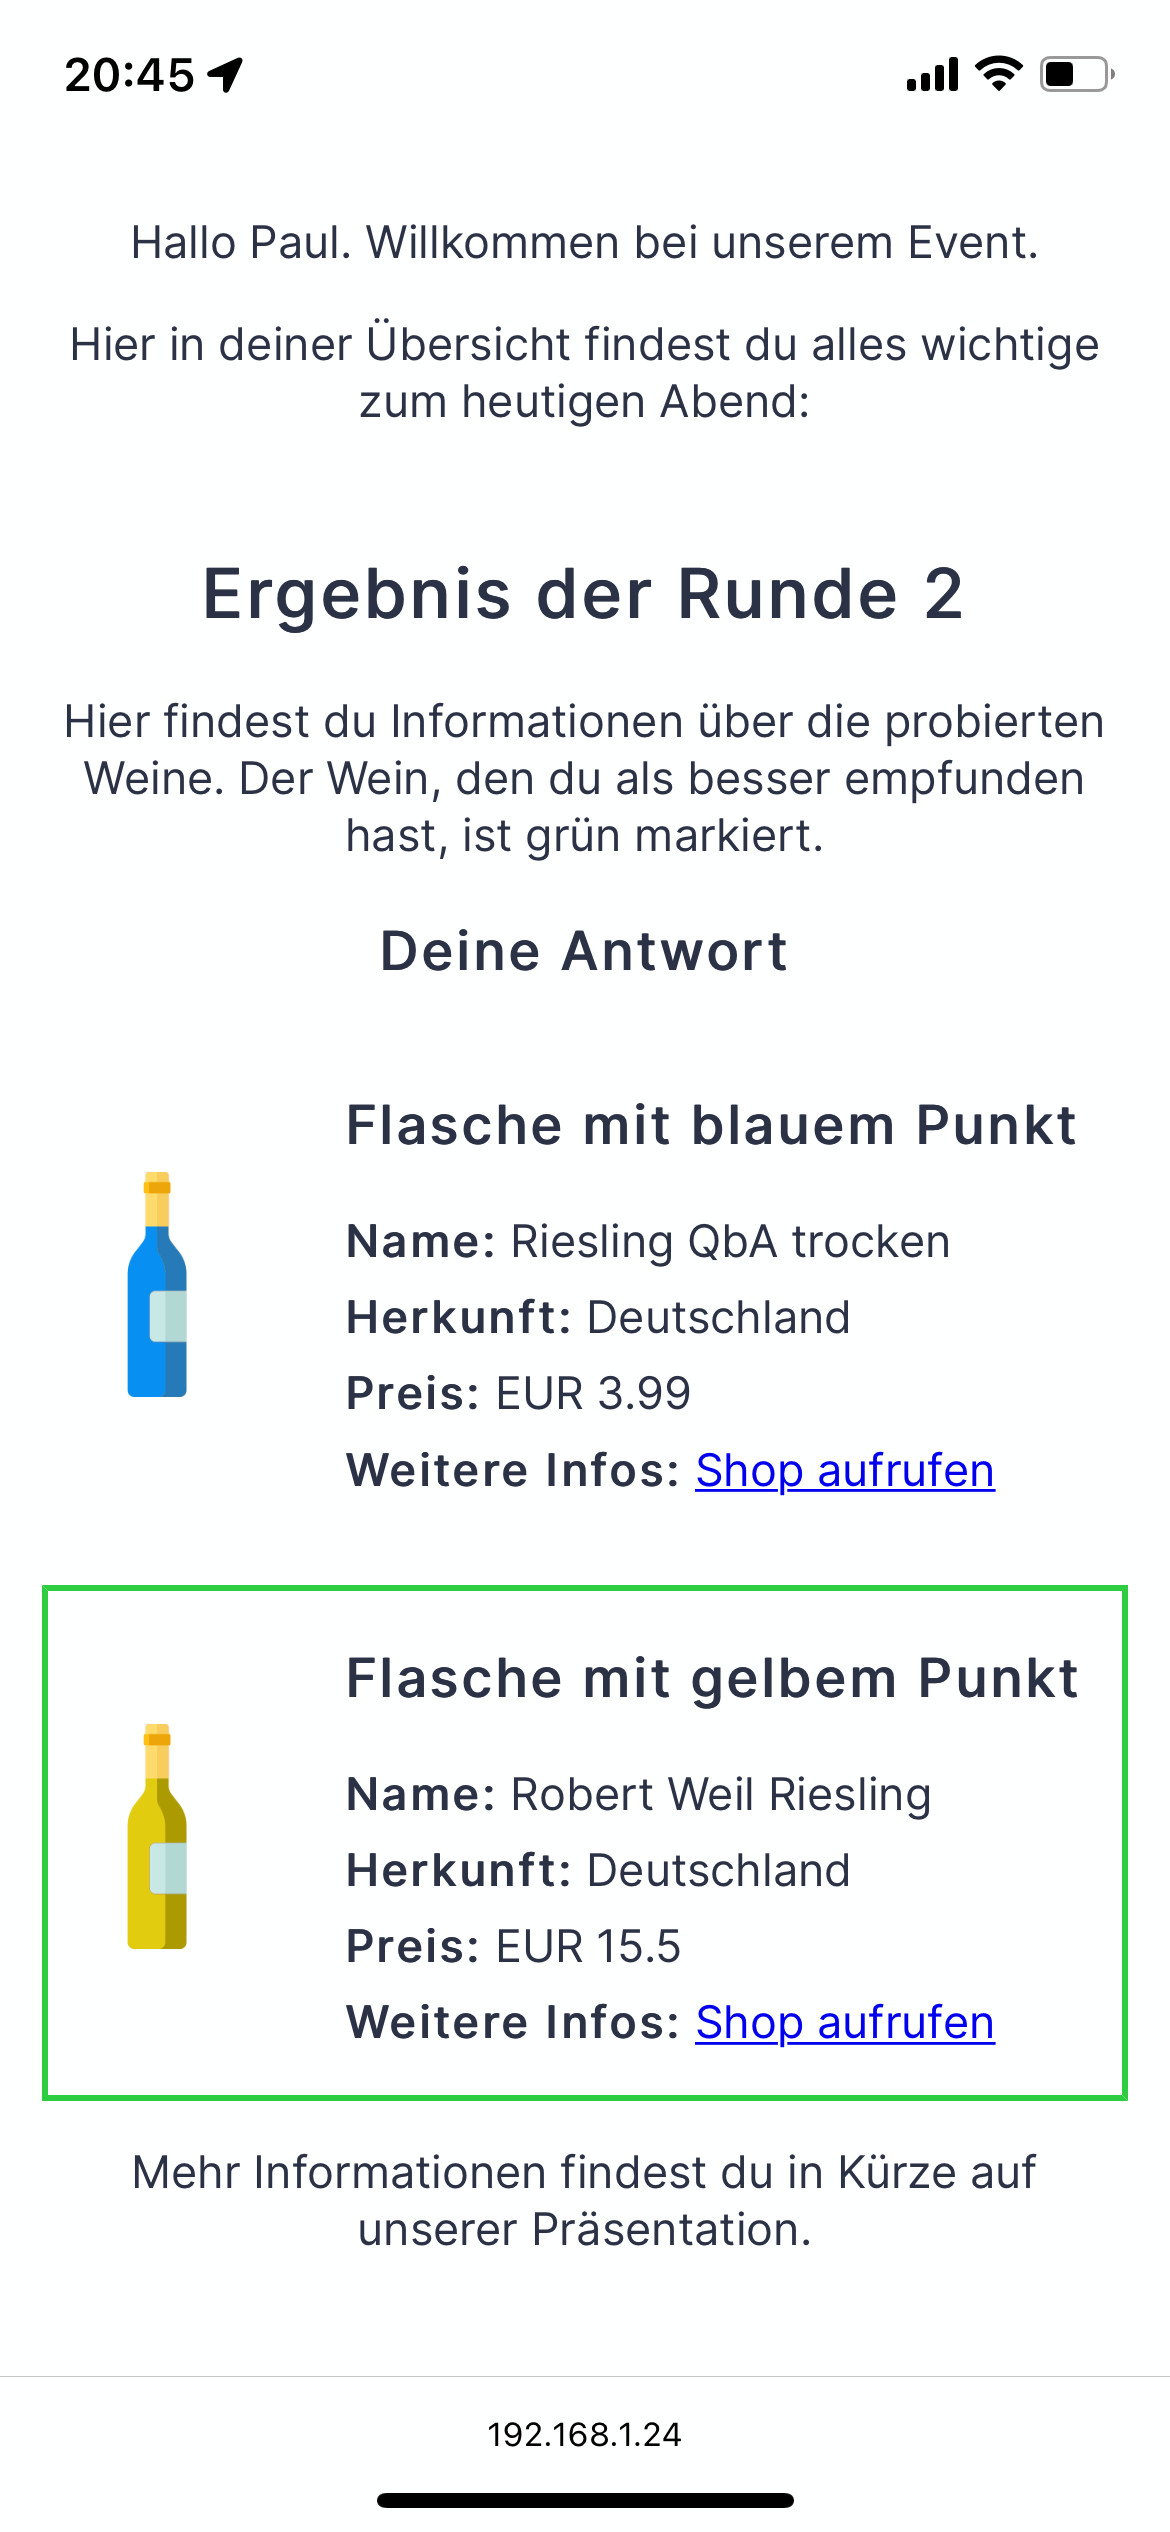 20:45
Hallo Paul. Willkommen bei unserem Event.
Hier in deiner Übersicht findest du alles wichtige
zum heutigen Abend:
Ergebnis der Runde 2
Hier findest du Informationen über die probierten
Weine. Der Wein, den du als besser empfunden
hast, ist grün markiert.
Deine Antwort
Flasche mit blauem Punkt
Name: Riesling QbA trocken
Herkunft: Deutschland
Preis: EUR 3.99
Weitere Infos: Shop aufrufen
Flasche mit gelbem Punkt
Name: Robert Weil Riesling
Herkunft: Deutschland
Preis: EUR 15.5
Weitere Infos: Shop aufrufen
Mehr Informationen findest du in Kürze auf
unserer Präsentation.
192.168.1.24